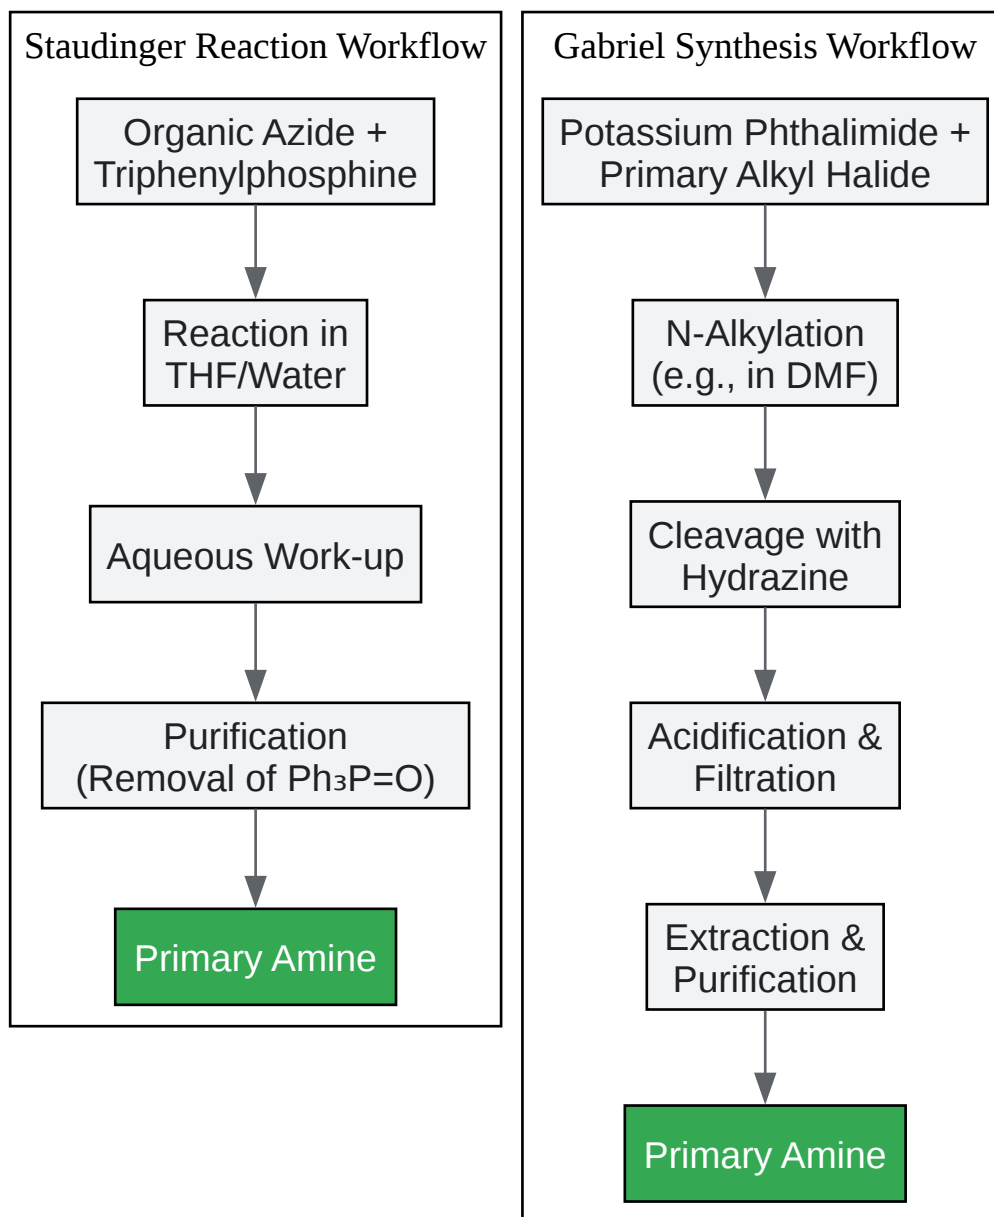 Staudinger Reaction Workflow
Organic Azide +
Triphenylphosphine
Reaction in
THF/Water
Aqueous Work-up
Purification
(Removal of Ph₃P=O)
Primary Amine
Gabriel Synthesis Workflow
Potassium Phthalimide +
Primary Alkyl Halide
N-Alkylation
(e.g., in DMF)
Cleavage with
Hydrazine
Acidification &
Filtration
Extraction &
Purification
Primary Amine